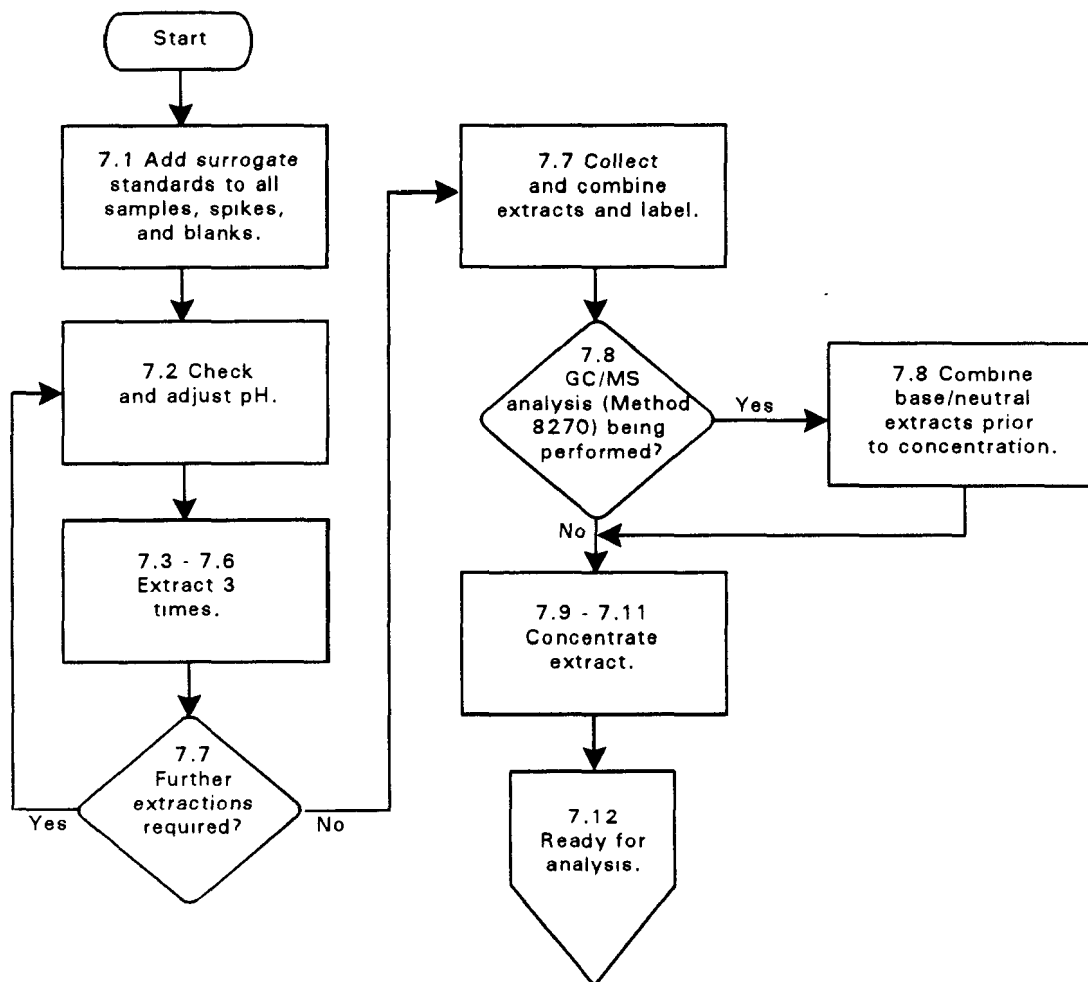 Start
7.1 Add surrogate
standards to all
samples, spikes,
and blanks.
7.2 Check
and adjust pH.
7.3 - 7.6
Extract 3
times.
7.7
Further
extractions
required?
Yes
No
7.7 Collect
and combine
extracts and label.
7.8
GC/MS
analysis (Method
8270) being
performed?
Yes
No
7.8 Combine
base/neutral
extracts prior
to concentration.
7.9 - 7.11
Concentrate
extract.
7.12
Ready for
analysis.